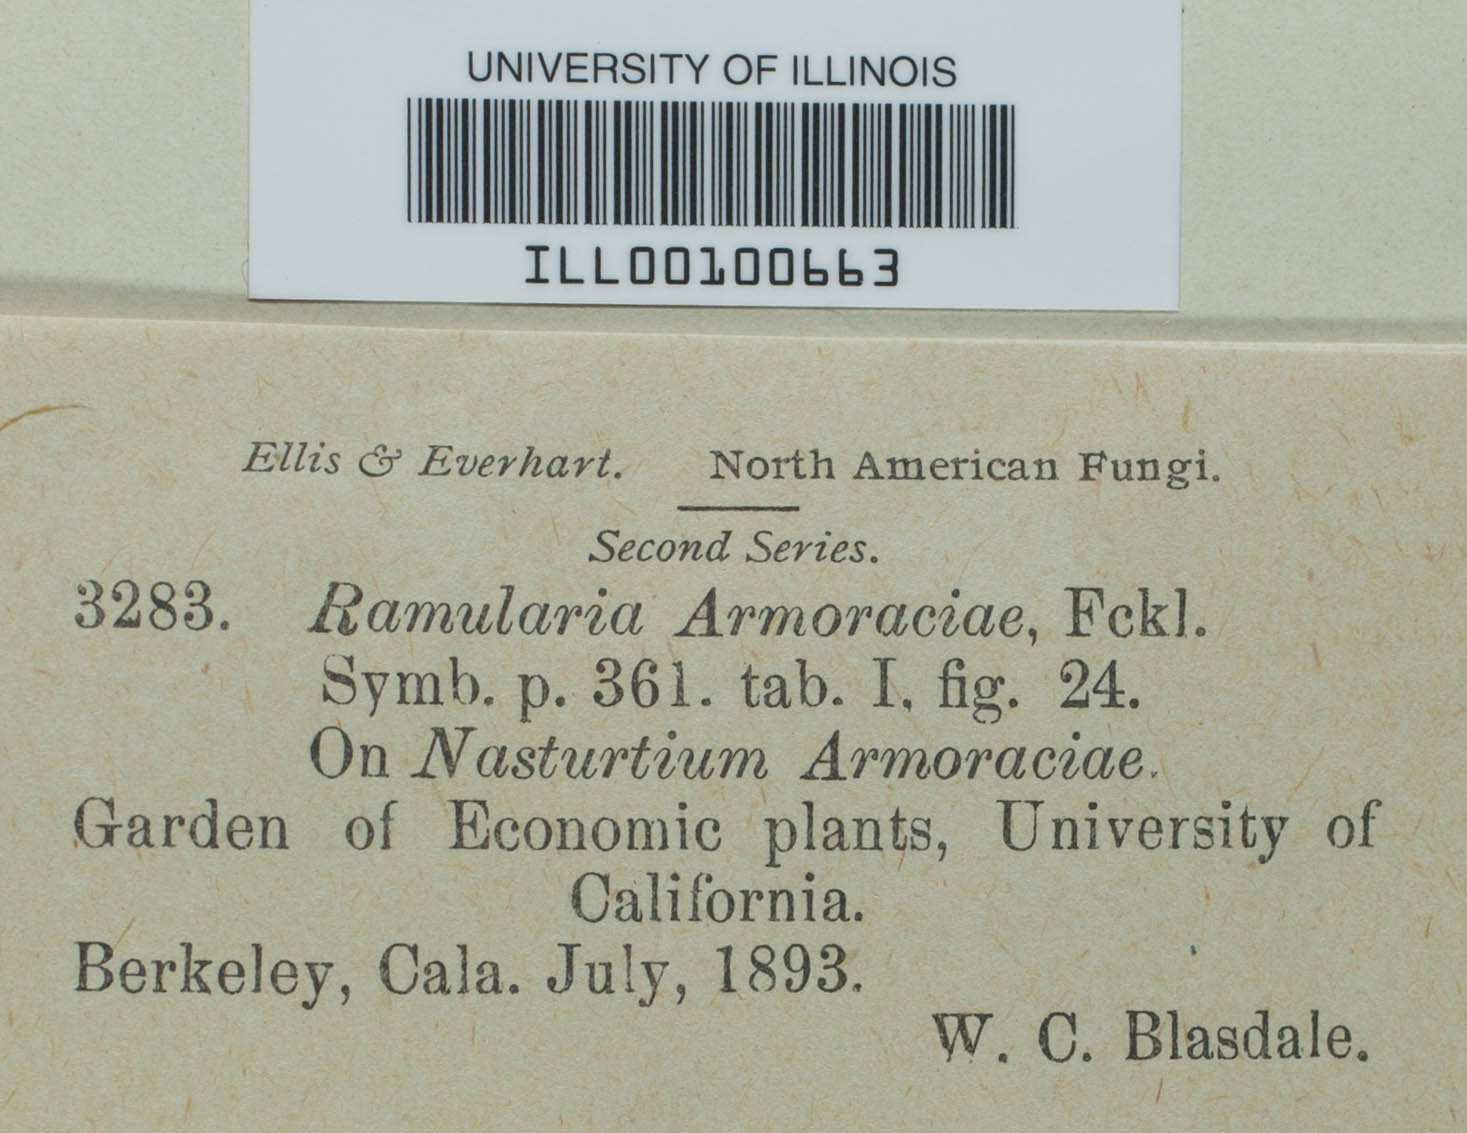 UNIVERSITY OF ILLINOIS
ILL00100663
Ellis & Everhart. North American Fungi.
Second Series.
3283. Ramularia Armoraciae, Fckl.
Symb. p. 361. tab. I, fig. 24.
On Nasturtium Armoraciae.
Garden of Economic plants, University of
California.
Berkeley, Cala. July, 1893.
W. C. Blasdale.